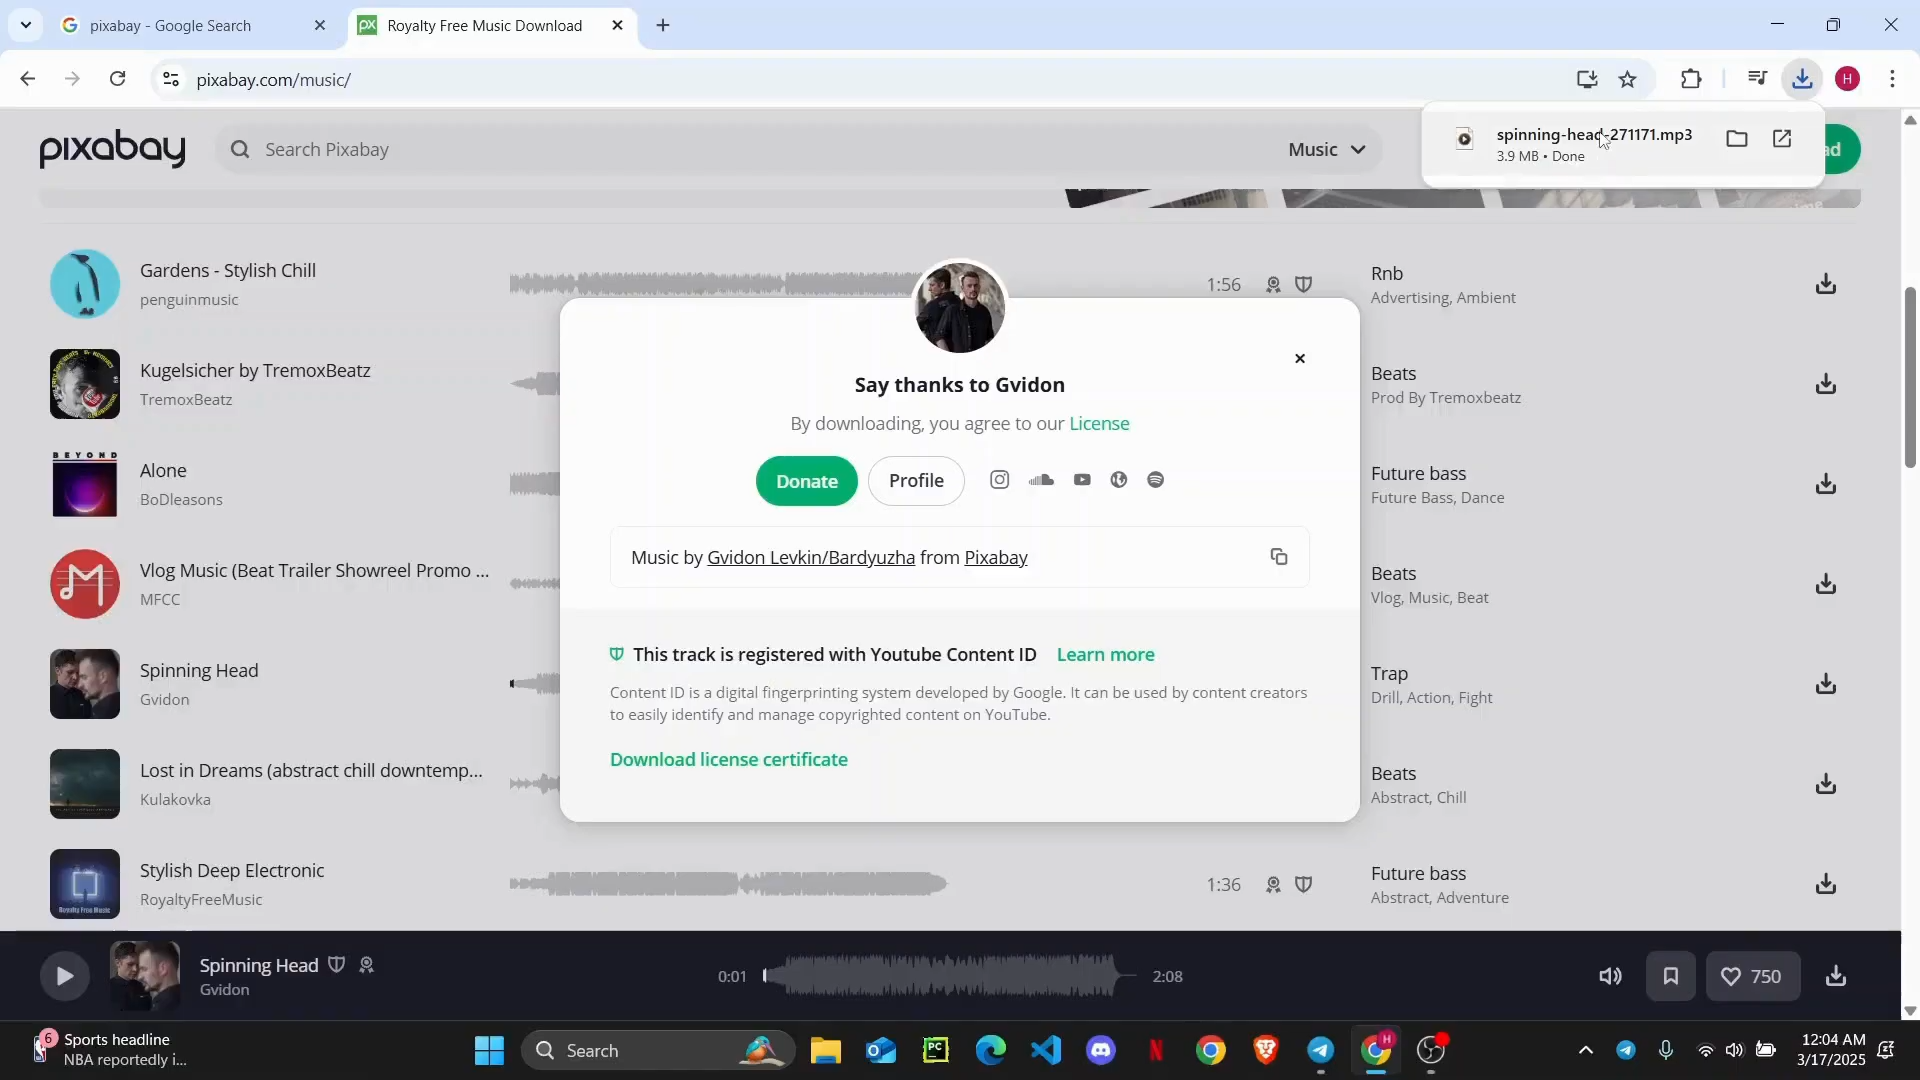 pixabay - Google Search
Royalty Free Music Download
pixabay.com/music/
H
pixabay
Search Pixabay
Music
spinning-head-271171.mp3
3.9 MB • Done
ad
Gardens - Stylish Chill
penguinmusic
1:56
Rnb
Advertising, Ambient
Kugelsicher by TremoxBeatz
TremoxBeatz
Beats
Prod By Tremoxbeatz
BEYOND
Alone
BoDleasons
Future bass
Future Bass, Dance
Vlog Music (Beat Trailer Showreel Promo ...
MFCC
Beats
Vlog, Music, Beat
Spinning Head
Gvidon
Trap
Drill, Action, Fight
Lost in Dreams (abstract chill downtemp...
Kulakovka
Beats
Abstract, Chill
Stylish Deep Electronic
RoyaltyFreeMusic
Royalty Free Music
1:36
Future bass
Abstract, Adventure
Say thanks to Gvidon
By downloading, you agree to our License
Donate
Profile
Music by Gvidon Levkin/Bardyuzha from Pixabay
This track is registered with Youtube Content ID
Learn more
Content ID is a digital fingerprinting system developed by Google. It can be used by content creators
to easily identify and manage copyrighted content on YouTube.
Download license certificate
Spinning Head
Gvidon
0:01
2:08
750
6
Sports headline
NBA reportedly i...
Search
PC
H
12:04 AM
3/17/2025